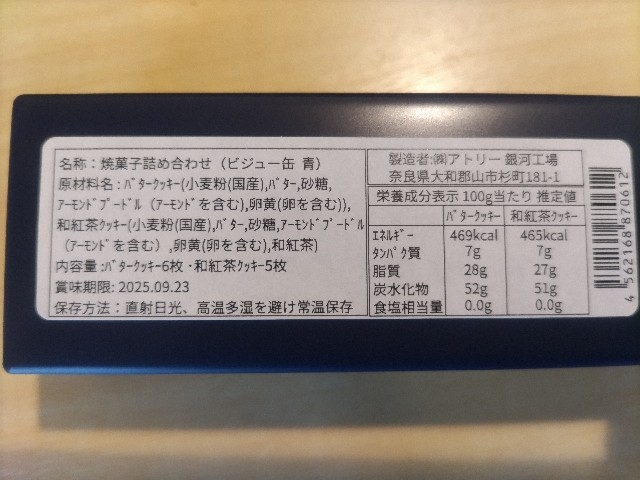 名称：焼菓子詰め合わせ（ビジュー缶 青）
原材料名：ﾊﾞﾀｰｸｯｷｰ(小麦粉(国産),ﾊﾞﾀｰ,砂糖,
ｱｰﾓﾝﾄﾞﾌﾟｰﾄﾞﾙ（ｱｰﾓﾝﾄﾞを含む),卵黄(卵を含む)),
和紅茶ｸｯｷｰ(小麦粉(国産),ﾊﾞﾀｰ,砂糖,ｱｰﾓﾝﾄﾞﾌﾟｰﾄﾞﾙ
（ｱｰﾓﾝﾄﾞを含む）,卵黄(卵を含む),和紅茶)
内容量:ﾊﾞﾀｰｸｯｷｰ6枚・和紅茶ｸｯｷｰ5枚
賞味期限: 2025.09.23
保存方法：直射日光、高温多湿を避け常温保存
製造者:㈱アトリー 銀河工場
奈良県大和郡山市杉町181-1
栄養成分表示 100g当たり 推定値
ﾊﾞﾀｰｸｯｷｰ 和紅茶ｸｯｷｰ
ｴﾈﾙｷﾞｰ 469kcal 465kcal
ﾀﾝﾊﾟｸ質 7g 7g
脂質 28g 27g
炭水化物 52g 51g
食塩相当量 0.0g 0.0g
4562168870612